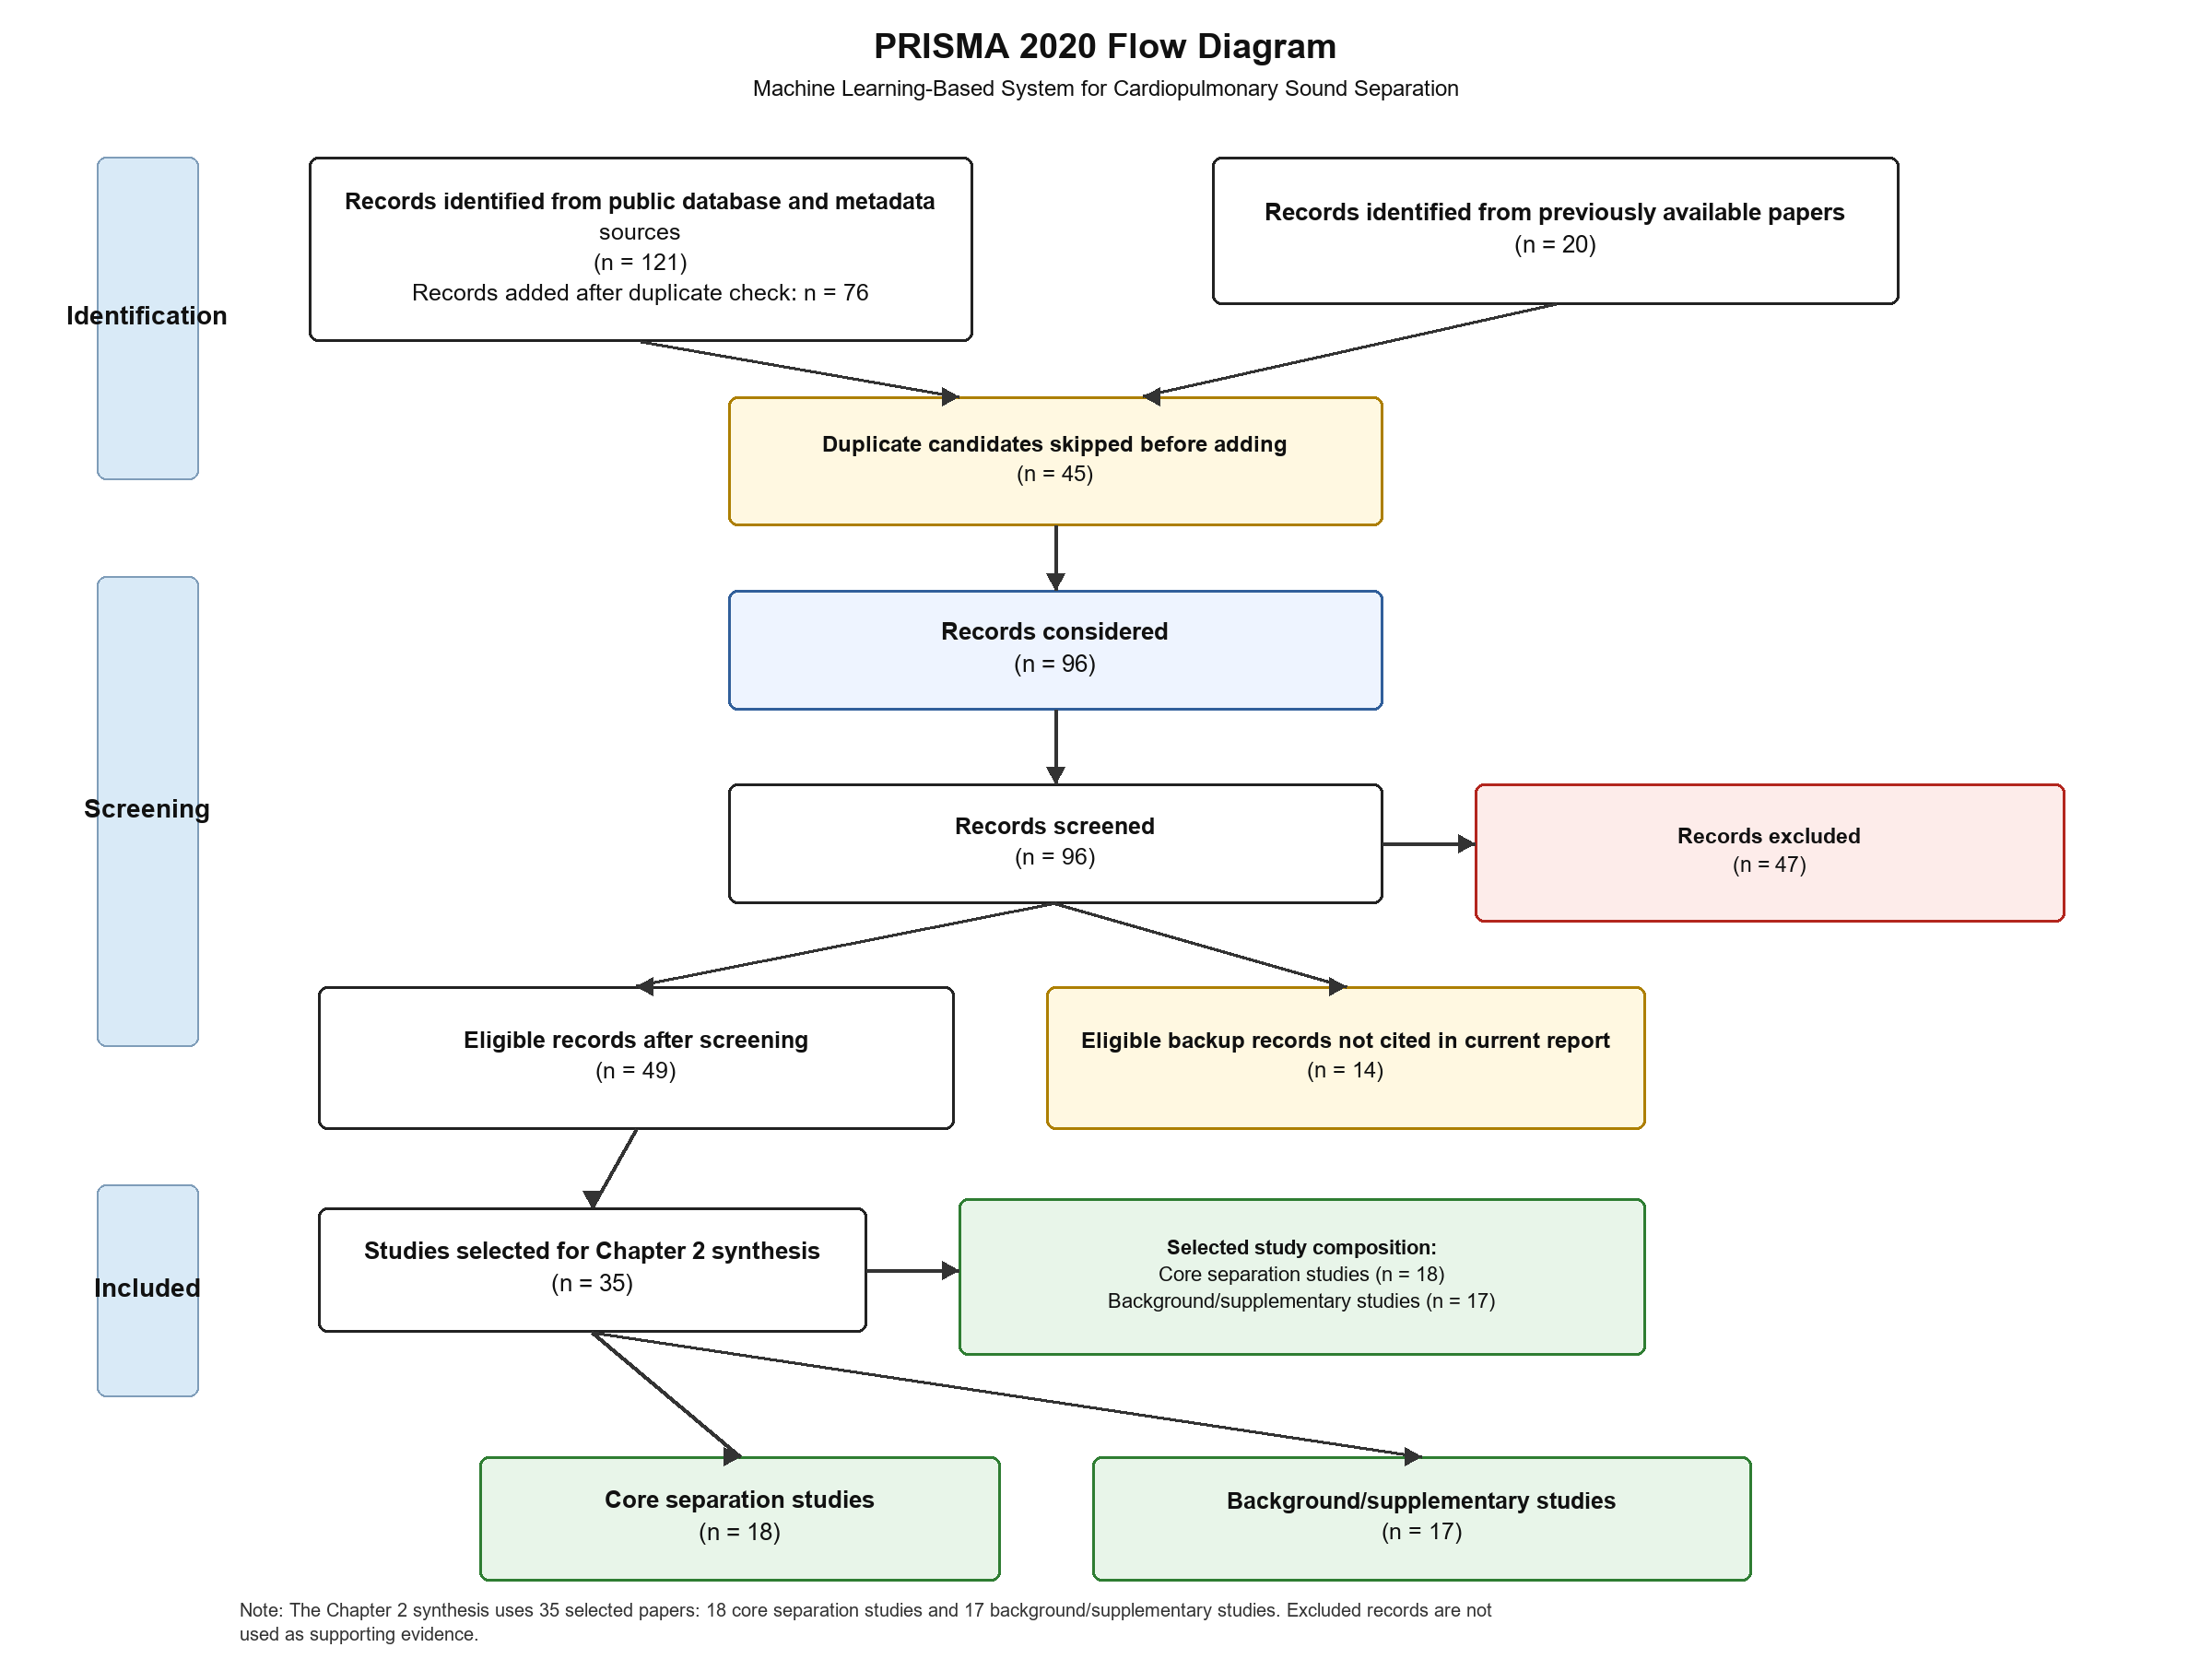 PRISMA 2020 Flow Diagram
Machine Learning-Based System for Cardiopulmonary Sound Separation
Identification
Records identified from public database and metadata
sources
(n = 121)
Records added after duplicate check: n = 76
Records identified from previously available papers
(n = 20)
Duplicate candidates skipped before adding
(n = 45)
Screening
Records considered
(n = 96)
Records screened
(n = 96)
Records excluded
(n = 47)
Eligible records after screening
(n = 49)
Eligible backup records not cited in current report
(n = 14)
Included
Studies selected for Chapter 2 synthesis
(n = 35)
Selected study composition:
Core separation studies (n = 18)
Background/supplementary studies (n = 17)
Core separation studies
(n = 18)
Background/supplementary studies
(n = 17)
Note: The Chapter 2 synthesis uses 35 selected papers: 18 core separation studies and 17 background/supplementary studies. Excluded records are not
used as supporting evidence.